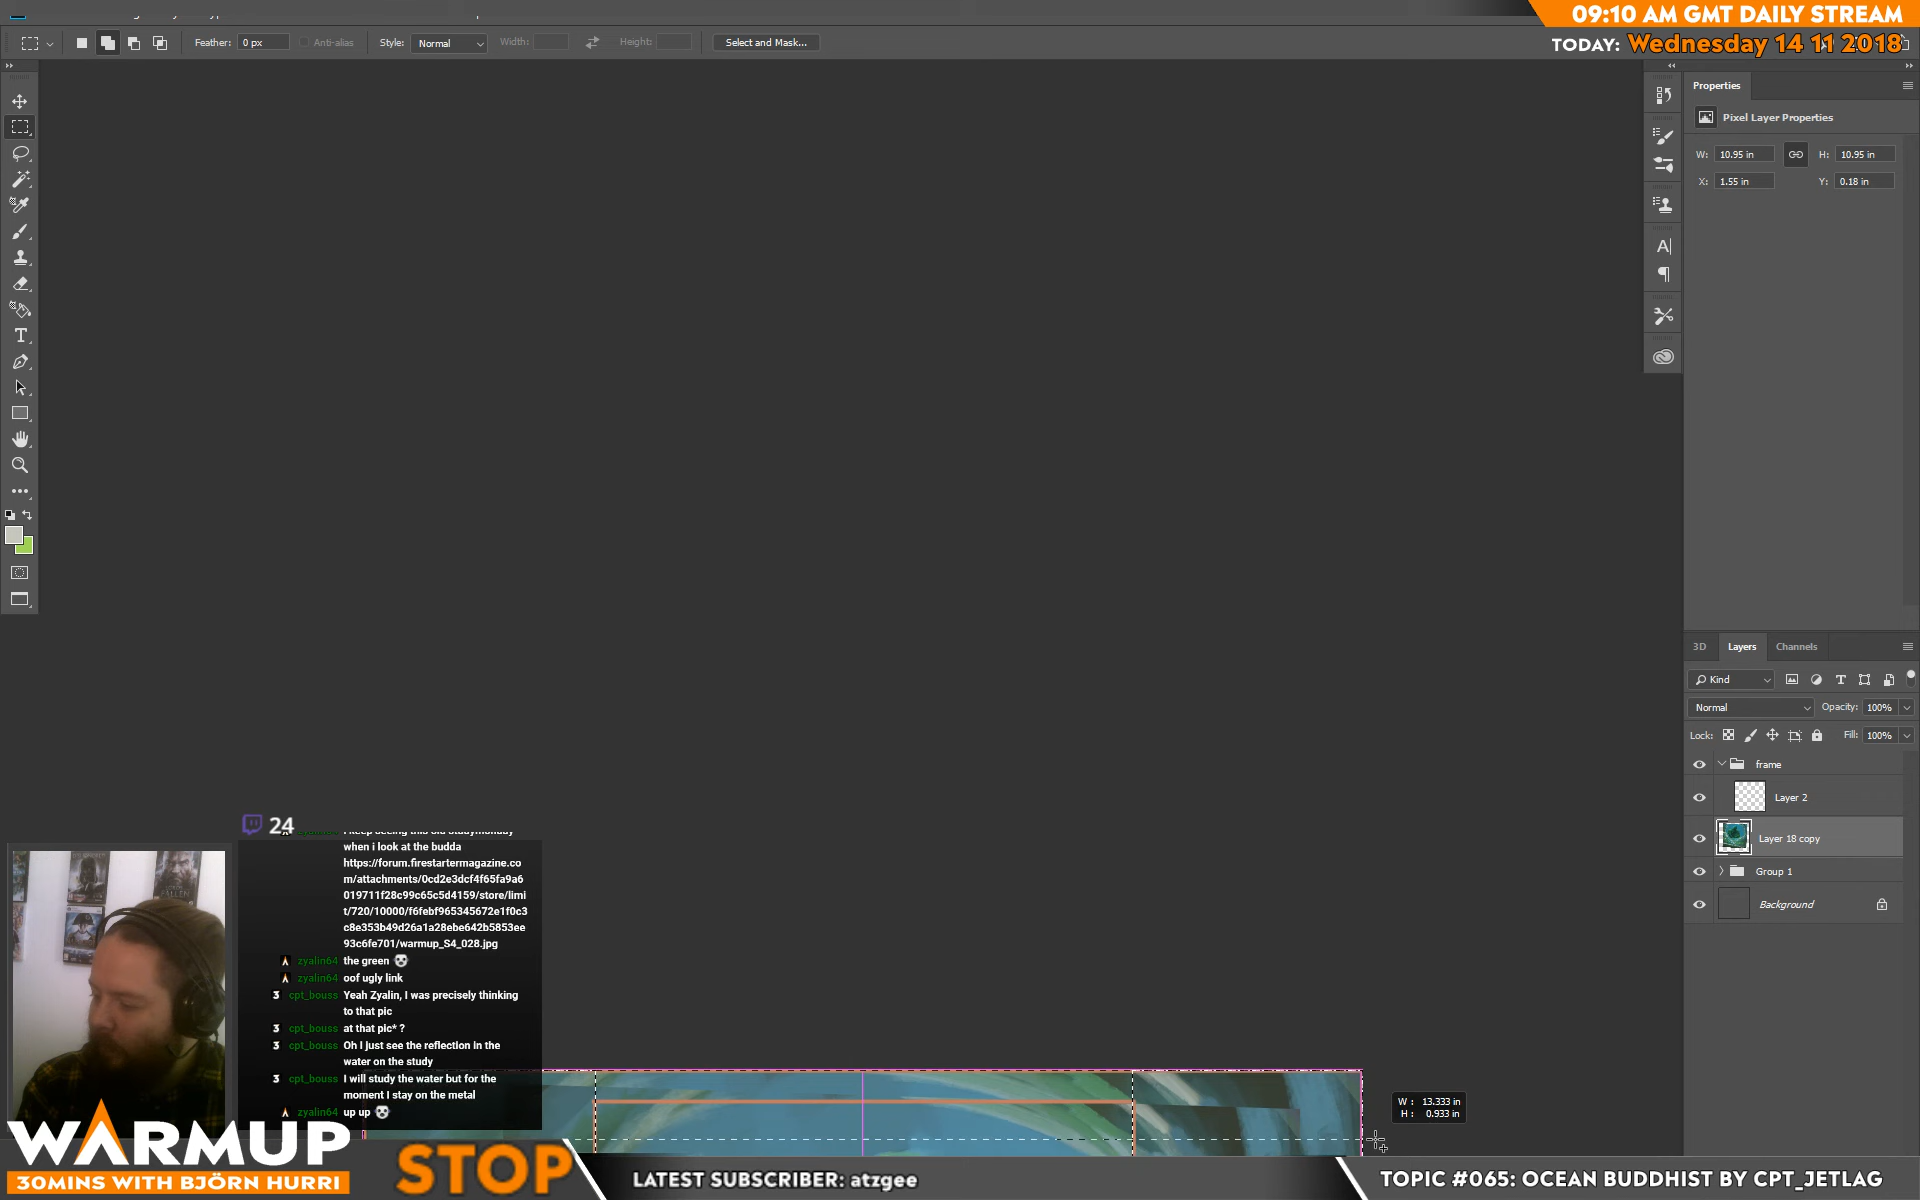 09:10 AM GMT DAILY STREAM
TODAY: Wednesday 14 11 2018
Feather: 0 px
Anti-alias
Style: Normal
Width:
Height:
Select and Mask...
Properties
Pixel Layer Properties
W: 10.95 in
H: 10.95 in
X: 1.55 in
Y: 0.18 in
3D
Layers
Channels
Kind
Normal
Opacity: 100%
Lock:
Fill: 100%
frame
Layer 2
Layer 18 copy
Group 1
Background
24
I keep seeing this old studymonday
when i look at the budda
https://forum.firestartermagazine.co
m/attachments/0cd2e3dcf4f65fa9a6
019711f28c99c65c5d4159/store/limi
t/720/10000/f6febf965345672e1f0c3
c8e353b49d26a1a28ebe642b5853ee
93c6fe701/warmup_S4_028.jpg
zyalin64 the green
zyalin64 oof ugly link
3 cpt_bouss Yeah Zyalin, I was precisely thinking
to that pic
3 cpt_bouss at that pic* ?
3 cpt_bouss Oh I just see the reflection in the
water on the study
3 cpt_bouss I will study the water but for the
moment I stay on the metal
zyalin64 up up
W : 13.333 in
H : 0.933 in
WARMUP
30MINS WITH BJÖRN HURRI
STOP
LATEST SUBSCRIBER: atzgee
TOPIC #065: OCEAN BUDDHIST BY CPT_JETLAG